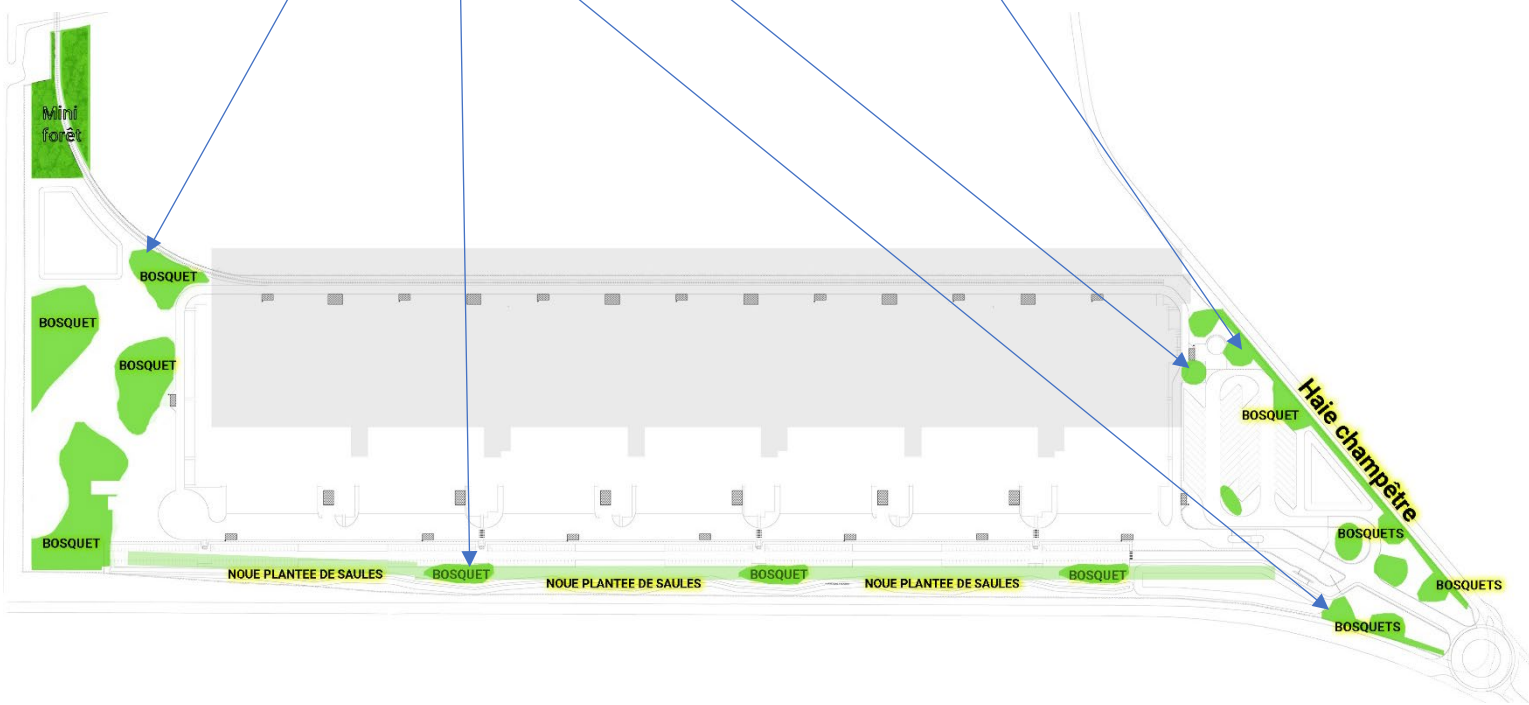 Mini
forêt
BOSQUET
BOSQUET
BOSQUET
BOSQUET
Haie champêtre
BOSQUET
BOSQUETS
NOUE PLANTEE DE SAULES
BOSQUET
NOUE PLANTEE DE SAULES
BOSQUET
NOUE PLANTEE DE SAULES
BOSQUET
BOSQUETS
BOSQUETS